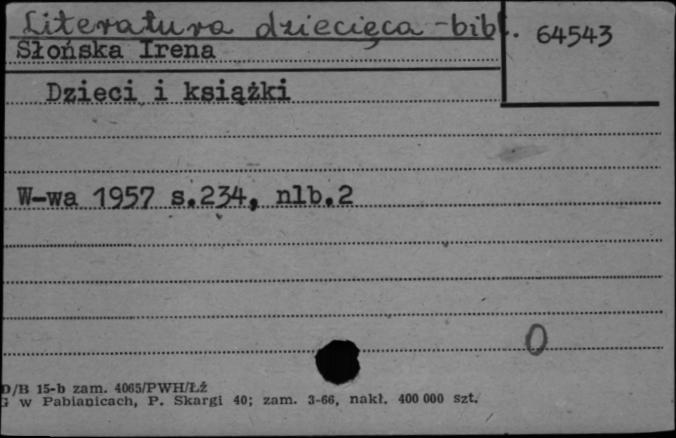 Literatura dziecięca - bibl.
64543
Słońska Irena
Dzieci i książki
W-wa 1957 s.234, nlb.2
0
D/B 15-b zam. 4065/PWH/ŁŻ
G w Pabianicach, P. Skargi 40; zam. 3-66, nakł. 400 000 szt.